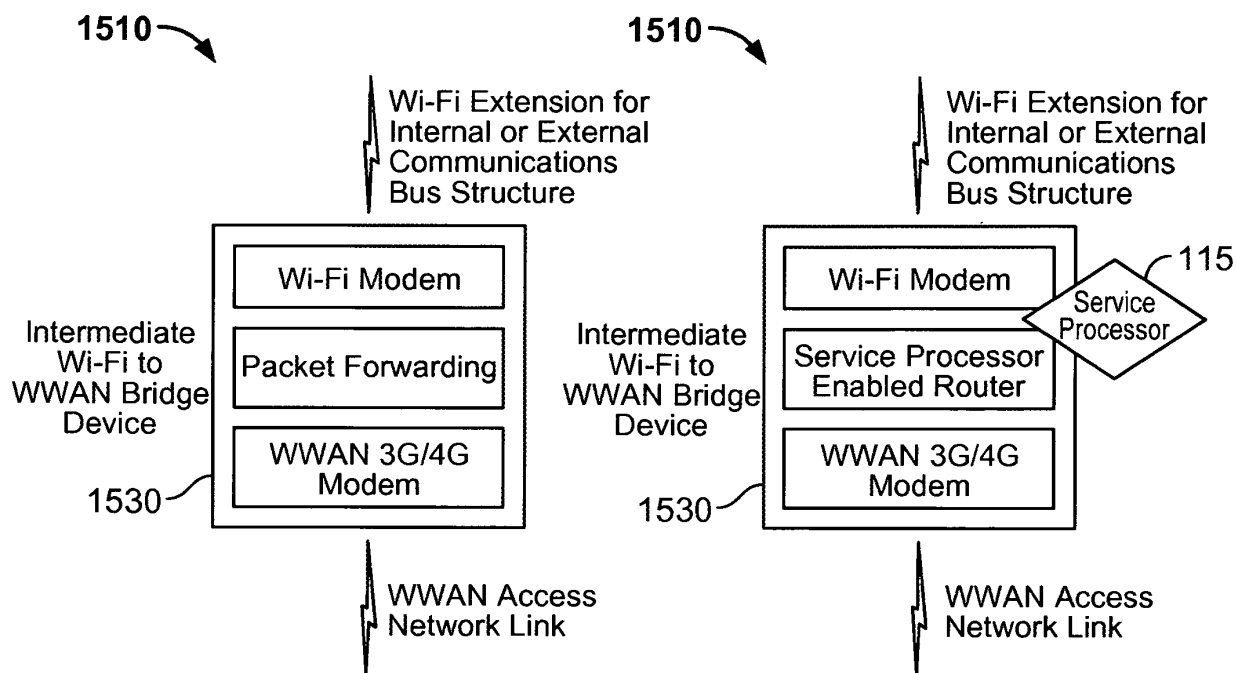 1510
Wi-Fi Extension for
Internal or External
Communications
Bus Structure
Wi-Fi Modem
Intermediate
Wi-Fi to
WWAN Bridge
Device
Packet Forwarding
WWAN 3G/4G
Modem
1530
WWAN Access
Network Link
1510
Wi-Fi Extension for
Internal or External
Communications
Bus Structure
Wi-Fi Modem
115
Service
Processor
Intermediate
Wi-Fi to
WWAN Bridge
Device
Service Processor
Enabled Router
WWAN 3G/4G
Modem
1530
WWAN Access
Network Link